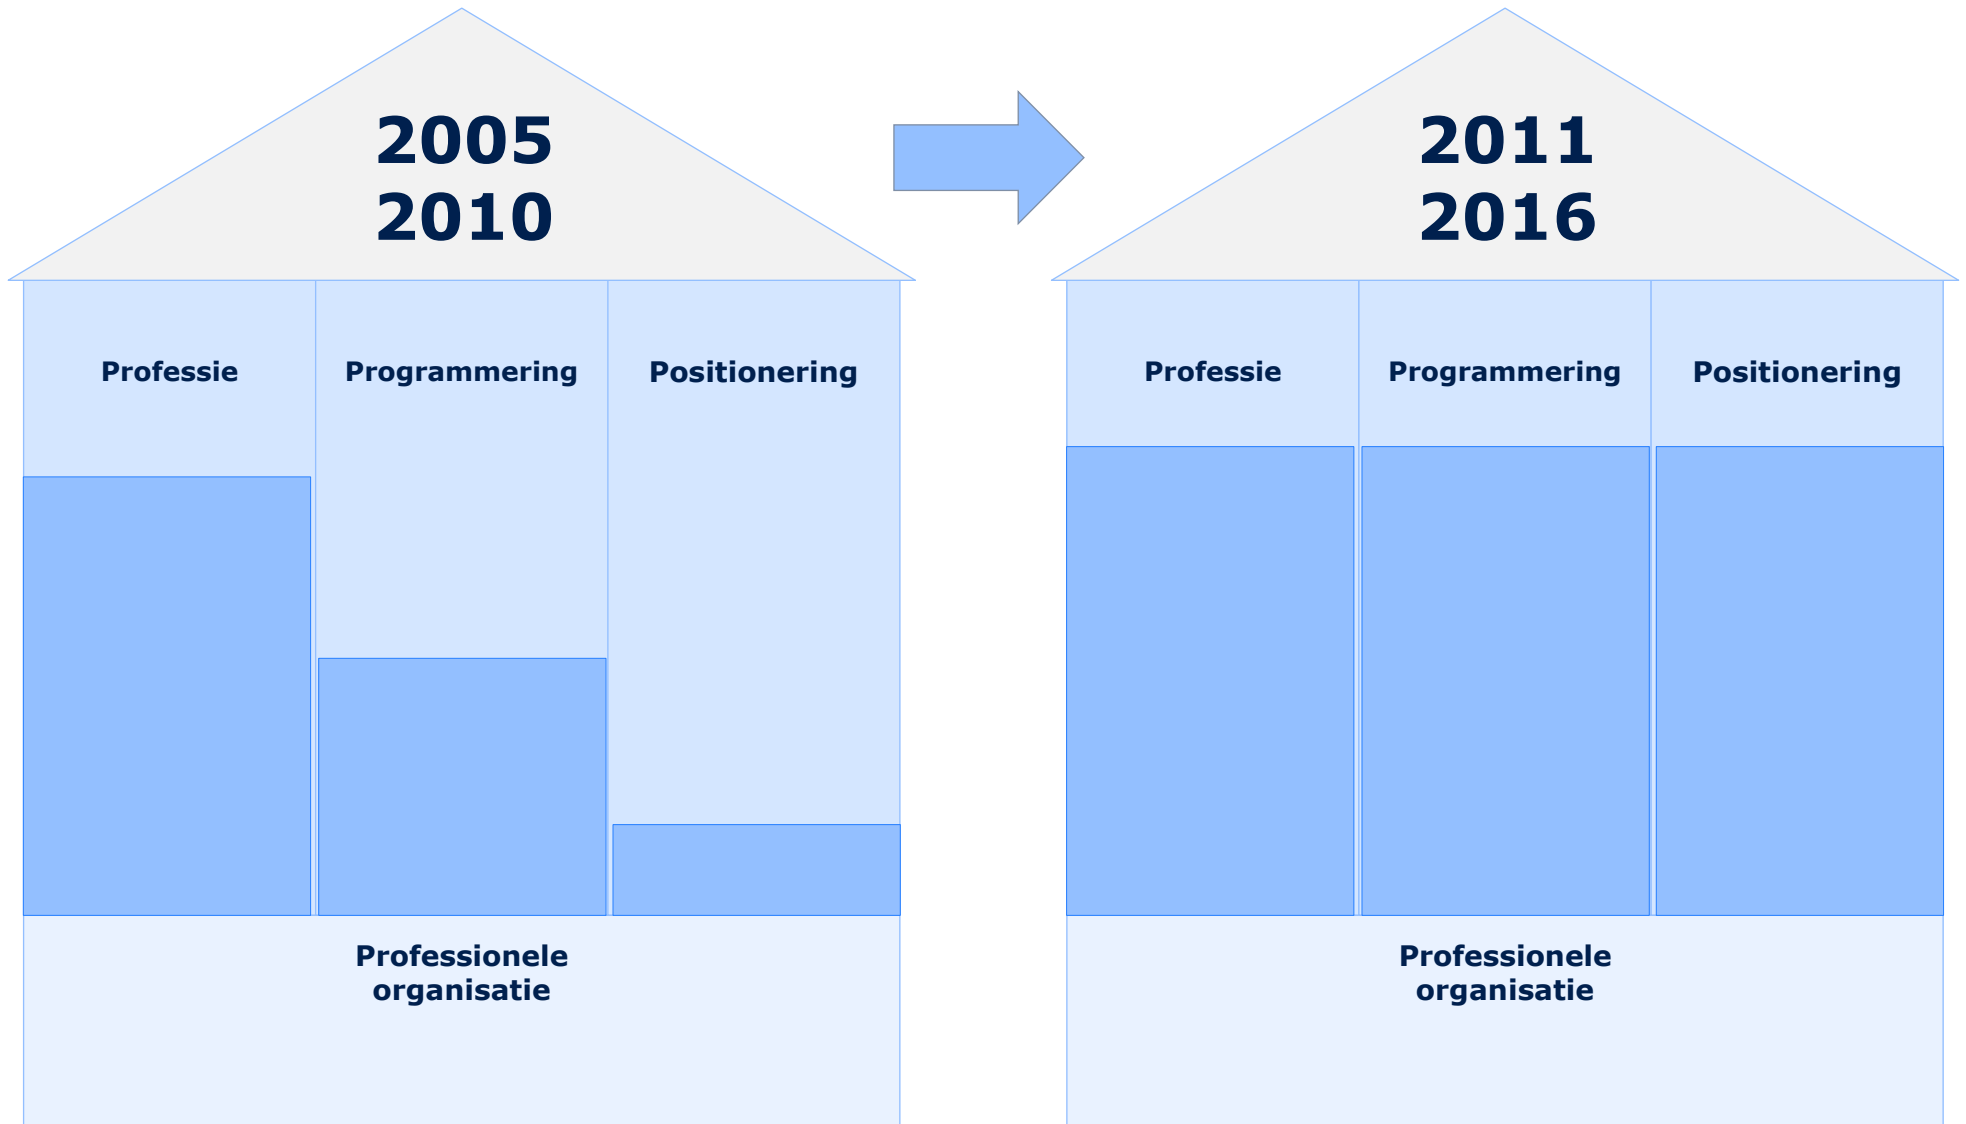 2005
2010
Professie
Programmering
Positionering
Professionele
organisatie
2011
2016
Professie
Programmering
Positionering
Professionele
organisatie